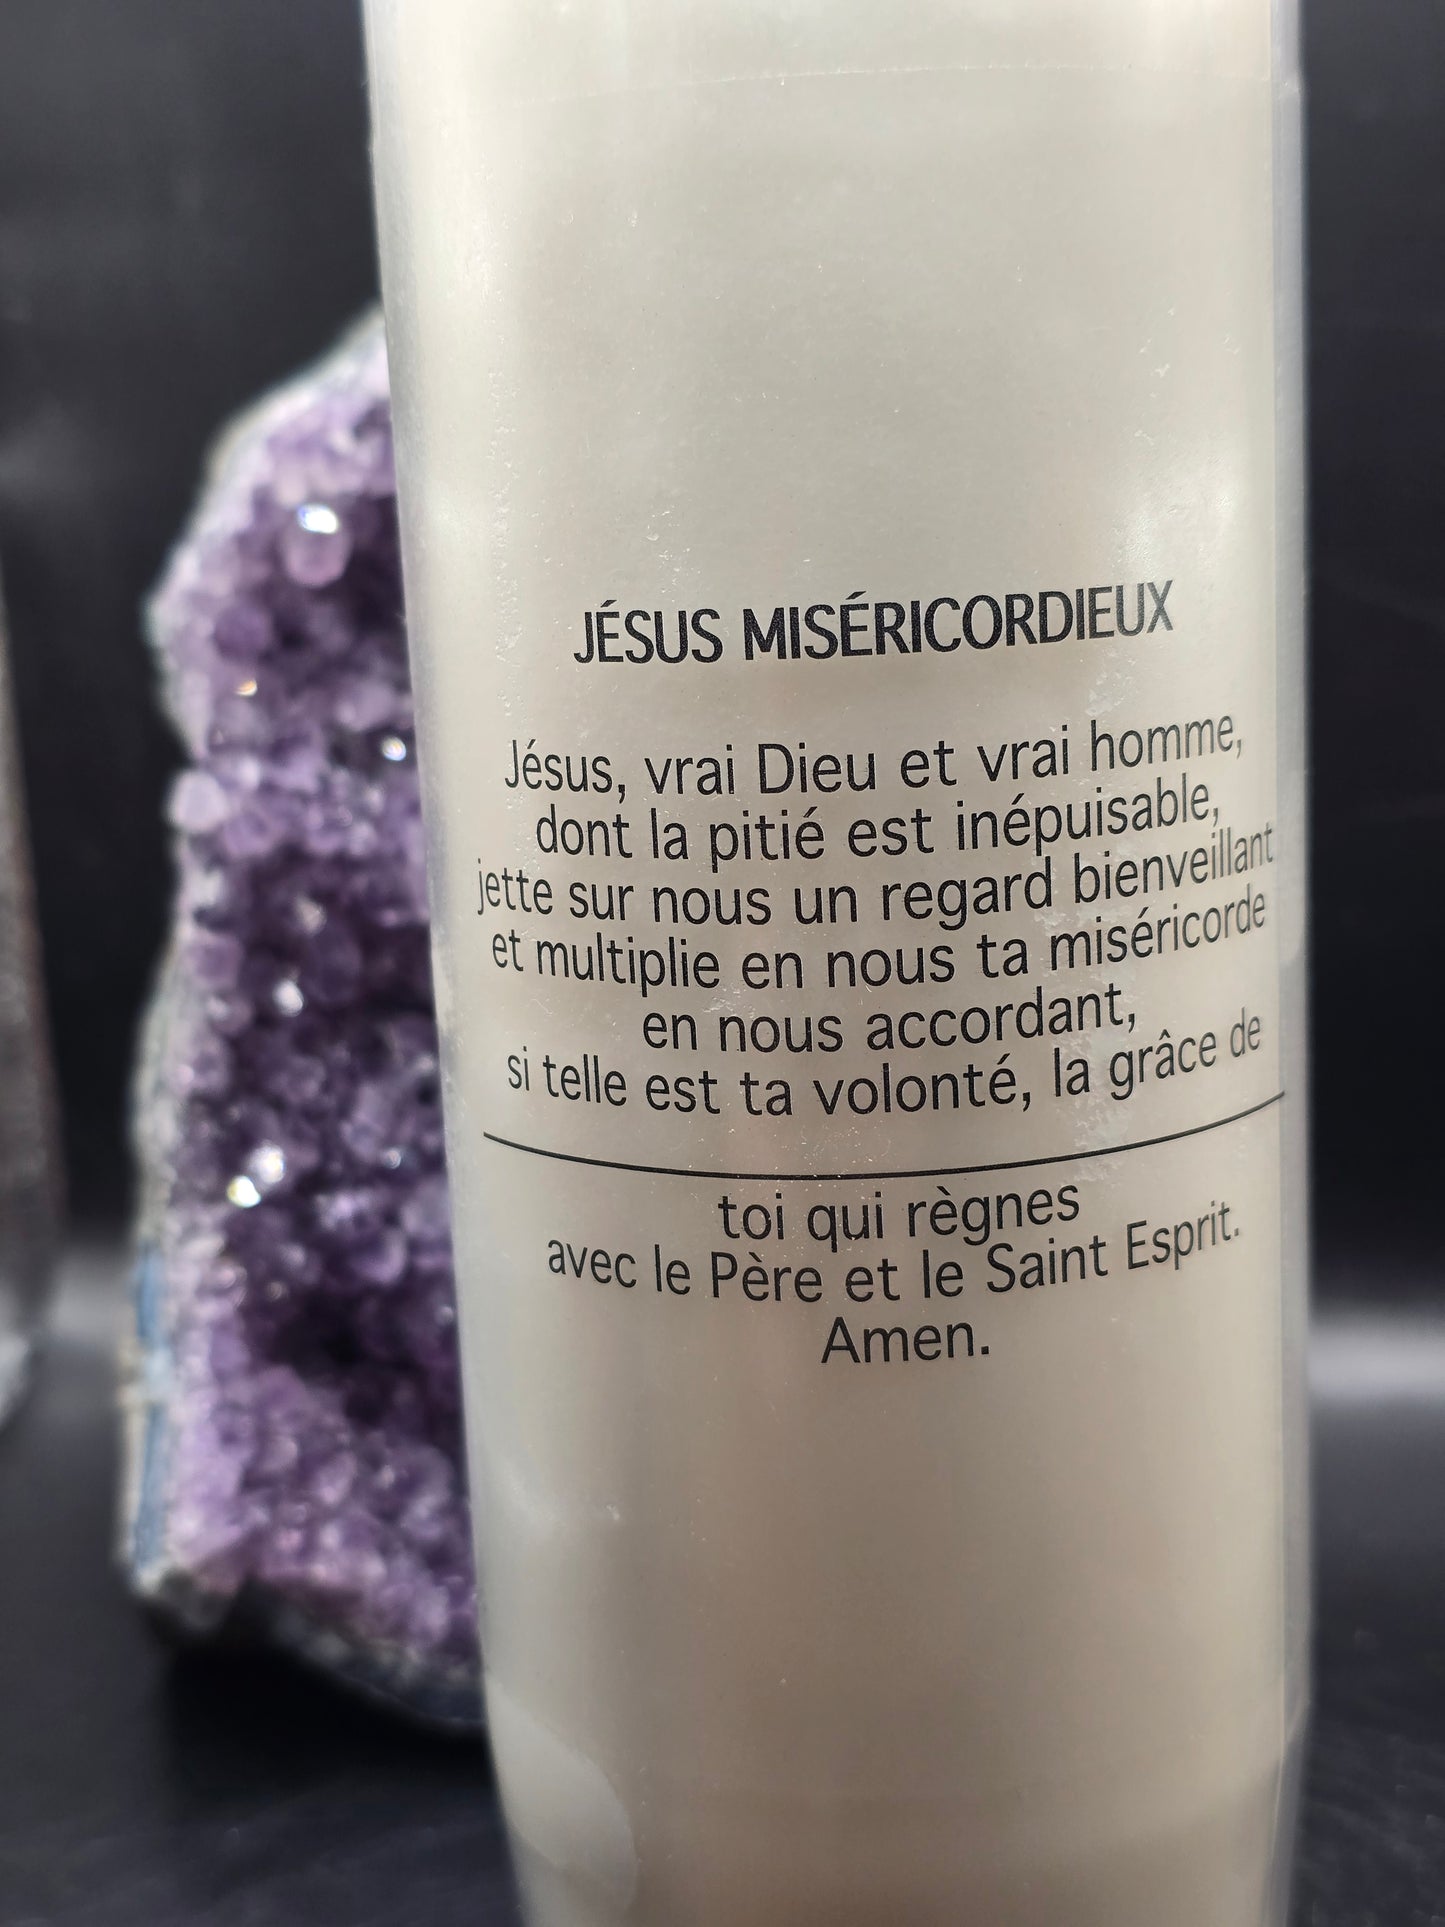 JÉSUS MISÉRICORDIEUX
Jésus, vrai Dieu et vrai homme,
dont la pitié est inépuisable,
jette sur nous un regard bienveillant
et multiplie en nous ta miséricorde
en nous accordant,
si telle est ta volonté, la grâce de
toi qui règnes
avec le Père et le Saint Esprit.
Amen.